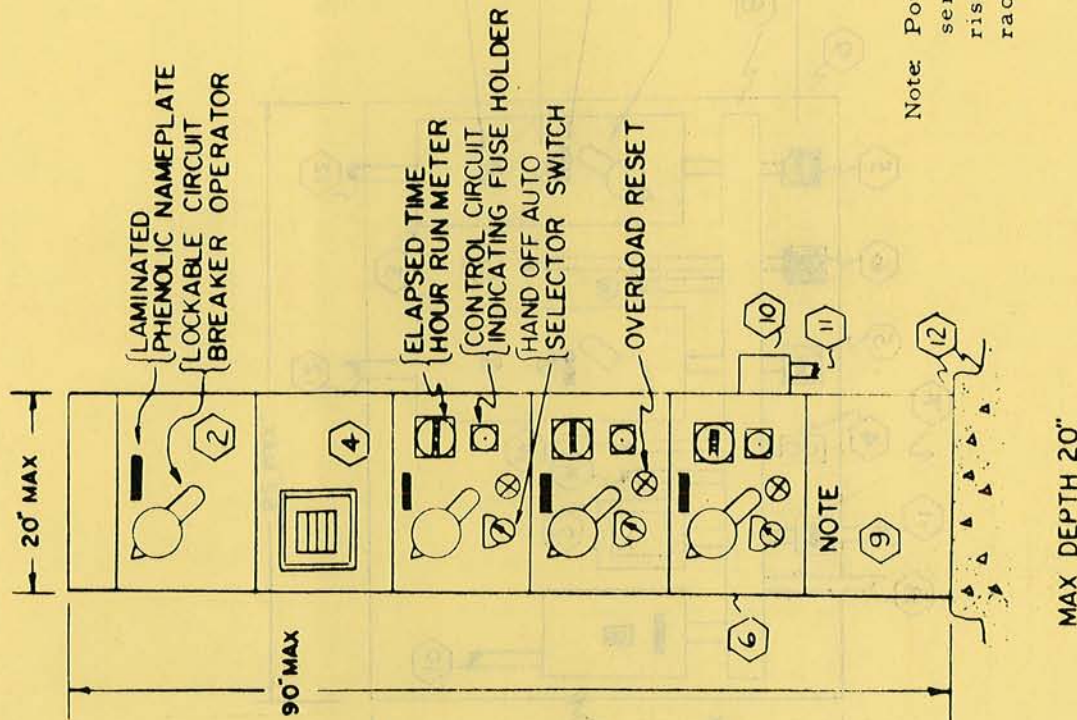 20" MAX
90" MAX
LAMINATED
PHENOLIC NAMEPLATE
LOCKABLE CIRCUIT
BREAKER OPERATOR
ELAPSED TIME
HOUR RUN METER
CONTROL CIRCUIT
INDICATING FUSE HOLDER
HAND OFF AUTO
SELECTOR SWITCH
OVERLOAD RESET
2
4
6
NOTE
9
10
11
12
MAX DEPTH 20"
Note: Po
ser
ris
rac